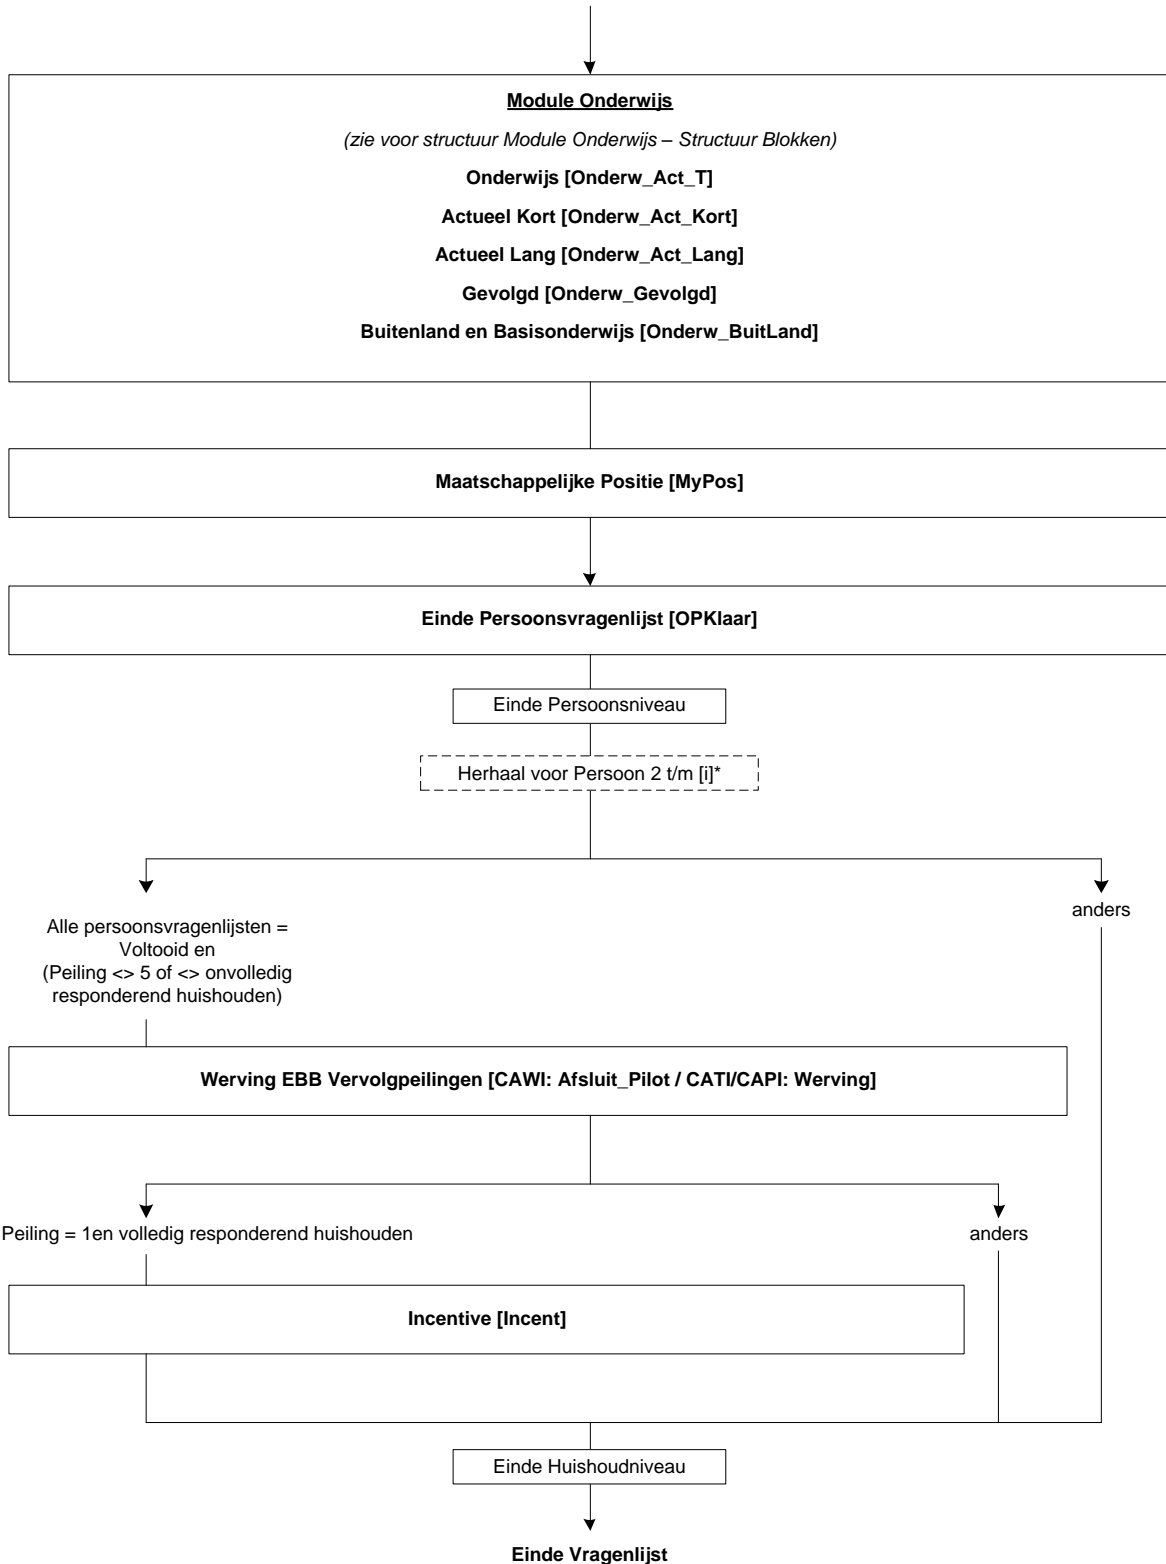 Module Onderwijs
(zie voor structuur Module Onderwijs – Structuur Blokken)
Onderwijs [Onderw_Act_T]
Actueel Kort [Onderw_Act_Kort]
Actueel Lang [Onderw_Act_Lang]
Gevolgd [Onderw_Gevolgd]
Buitenland en Basisonderwijs [Onderw_BuitLand]
Maatschappelijke Positie [MyPos]
Einde Persoonsvragenlijst [OPKlaar]
Einde Persoonsniveau
Herhaal voor Persoon 2 t/m [i]*
Alle persoonsvragenlijsten =
Voltooid en
(Peiling <> 5 of <> onvolledig
responderend huishouden)
anders
Werving EBB Vervolgpeilingen [CAWI: Afsluit_Pilot / CATI/CAPI: Werving]
Peiling = 1en volledig responderend huishouden
anders
Incentive [Incent]
Einde Huishoudniveau
Einde Vragenlijst